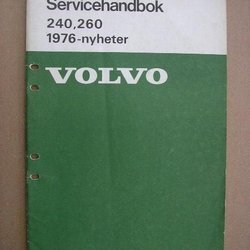 Servicehandbok
240,260
1976-nyheter
VOLVO